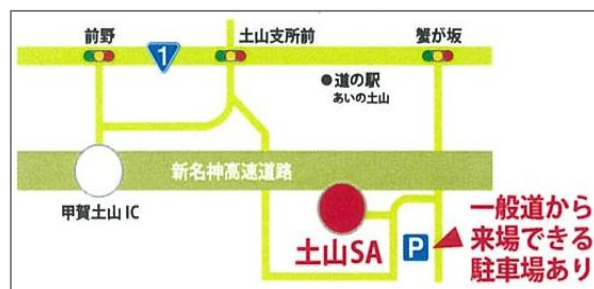 前野
土山支所前
蟹が坂
1
●道の駅
あいの土山
新名神高速道路
甲賀土山IC
土山SA
P
一般道から
来場できる
駐車場あり